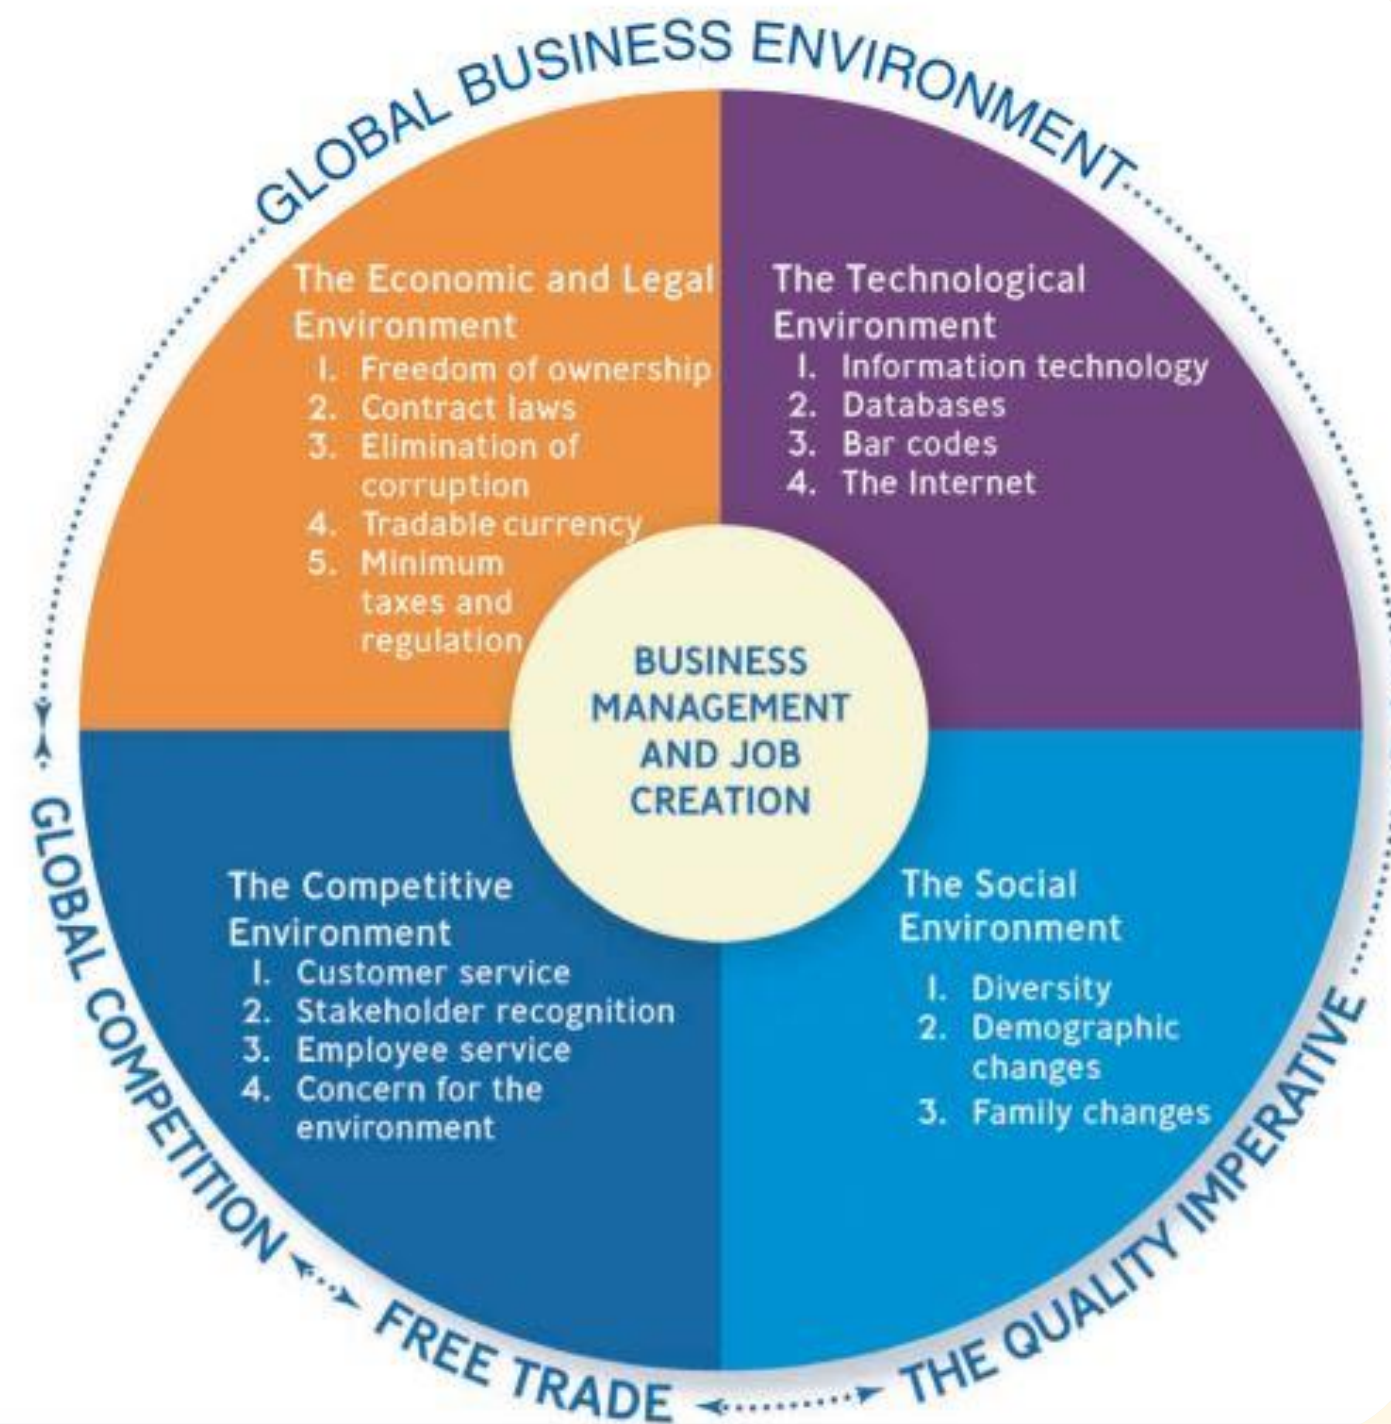 GLOBAL BUSINESS ENVIRONMENT
The Economic and Legal
Environment
1. Freedom of ownership
2. Contract laws
3. Elimination of
corruption
4. Tradable currency
5. Minimum
taxes and
regulation
The Technological
Environment
1. Information technology
2. Databases
3. Bar codes
4. The Internet
BUSINESS
MANAGEMENT
AND JOB
CREATION
The Competitive
Environment
1. Customer service
2. Stakeholder recognition
3. Employee service
4. Concern for the
environment
The Social
Environment
1. Diversity
2. Demographic
changes
3. Family changes
GLOBAL COMPETITION
FREE TRADE
THE QUALITY IMPERATIVE